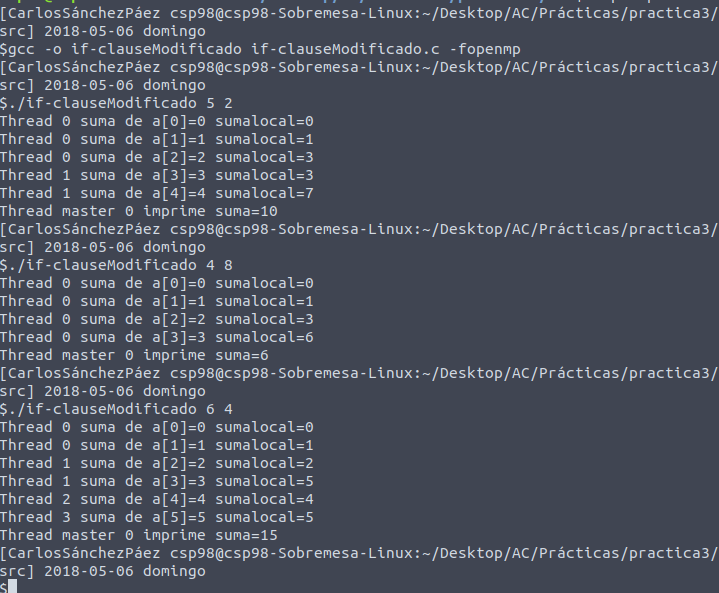 [CarlosSánchezPáez csp98@csp98-Sobremesa-Linux:~/Desktop/AC/Prácticas/practica3/
src] 2018-05-06 domingo
$gcc -o if-clauseModificado if-clauseModificado.c -fopenmp
[CarlosSánchezPáez csp98@csp98-Sobremesa-Linux:~/Desktop/AC/Prácticas/practica3/
src] 2018-05-06 domingo
$./if-clauseModificado 5 2
Thread 0 suma de a[0]=0 sumalocal=0
Thread 0 suma de a[1]=1 sumalocal=1
Thread 0 suma de a[2]=2 sumalocal=3
Thread 1 suma de a[3]=3 sumalocal=3
Thread 1 suma de a[4]=4 sumalocal=7
Thread master 0 imprime suma=10
[CarlosSánchezPáez csp98@csp98-Sobremesa-Linux:~/Desktop/AC/Prácticas/practica3/
src] 2018-05-06 domingo
$./if-clauseModificado 4 8
Thread 0 suma de a[0]=0 sumalocal=0
Thread 0 suma de a[1]=1 sumalocal=1
Thread 0 suma de a[2]=2 sumalocal=3
Thread 0 suma de a[3]=3 sumalocal=6
Thread master 0 imprime suma=6
[CarlosSánchezPáez csp98@csp98-Sobremesa-Linux:~/Desktop/AC/Prácticas/practica3/
src] 2018-05-06 domingo
$./if-clauseModificado 6 4
Thread 0 suma de a[0]=0 sumalocal=0
Thread 0 suma de a[1]=1 sumalocal=1
Thread 1 suma de a[2]=2 sumalocal=2
Thread 1 suma de a[3]=3 sumalocal=5
Thread 2 suma de a[4]=4 sumalocal=4
Thread 3 suma de a[5]=5 sumalocal=5
Thread master 0 imprime suma=15
[CarlosSánchezPáez csp98@csp98-Sobremesa-Linux:~/Desktop/AC/Prácticas/practica3/
src] 2018-05-06 domingo
$